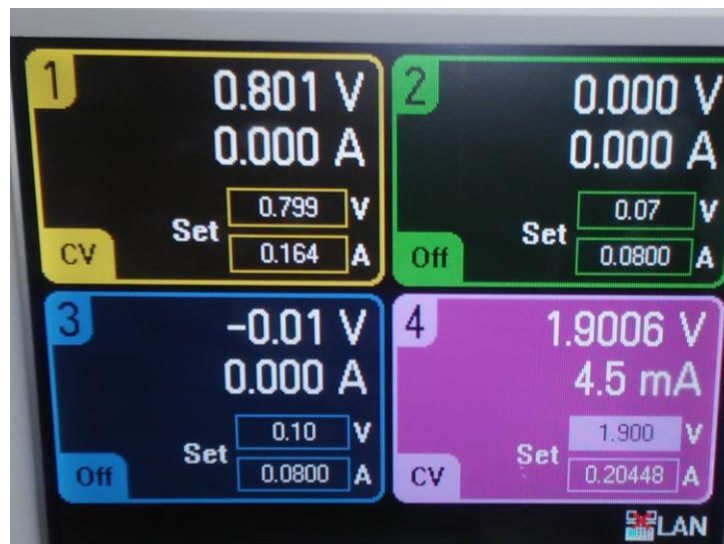 1
0.801 V
0.000 A
Set
0.799 V
0.164 A
CV
2
0.000 V
0.000 A
Set
0.07 V
0.0800 A
Off
3
-0.01 V
0.000 A
Set
0.10 V
0.0800 A
Off
4
1.9006 V
4.5 mA
Set
1.900 V
0.20448 A
CV
LAN